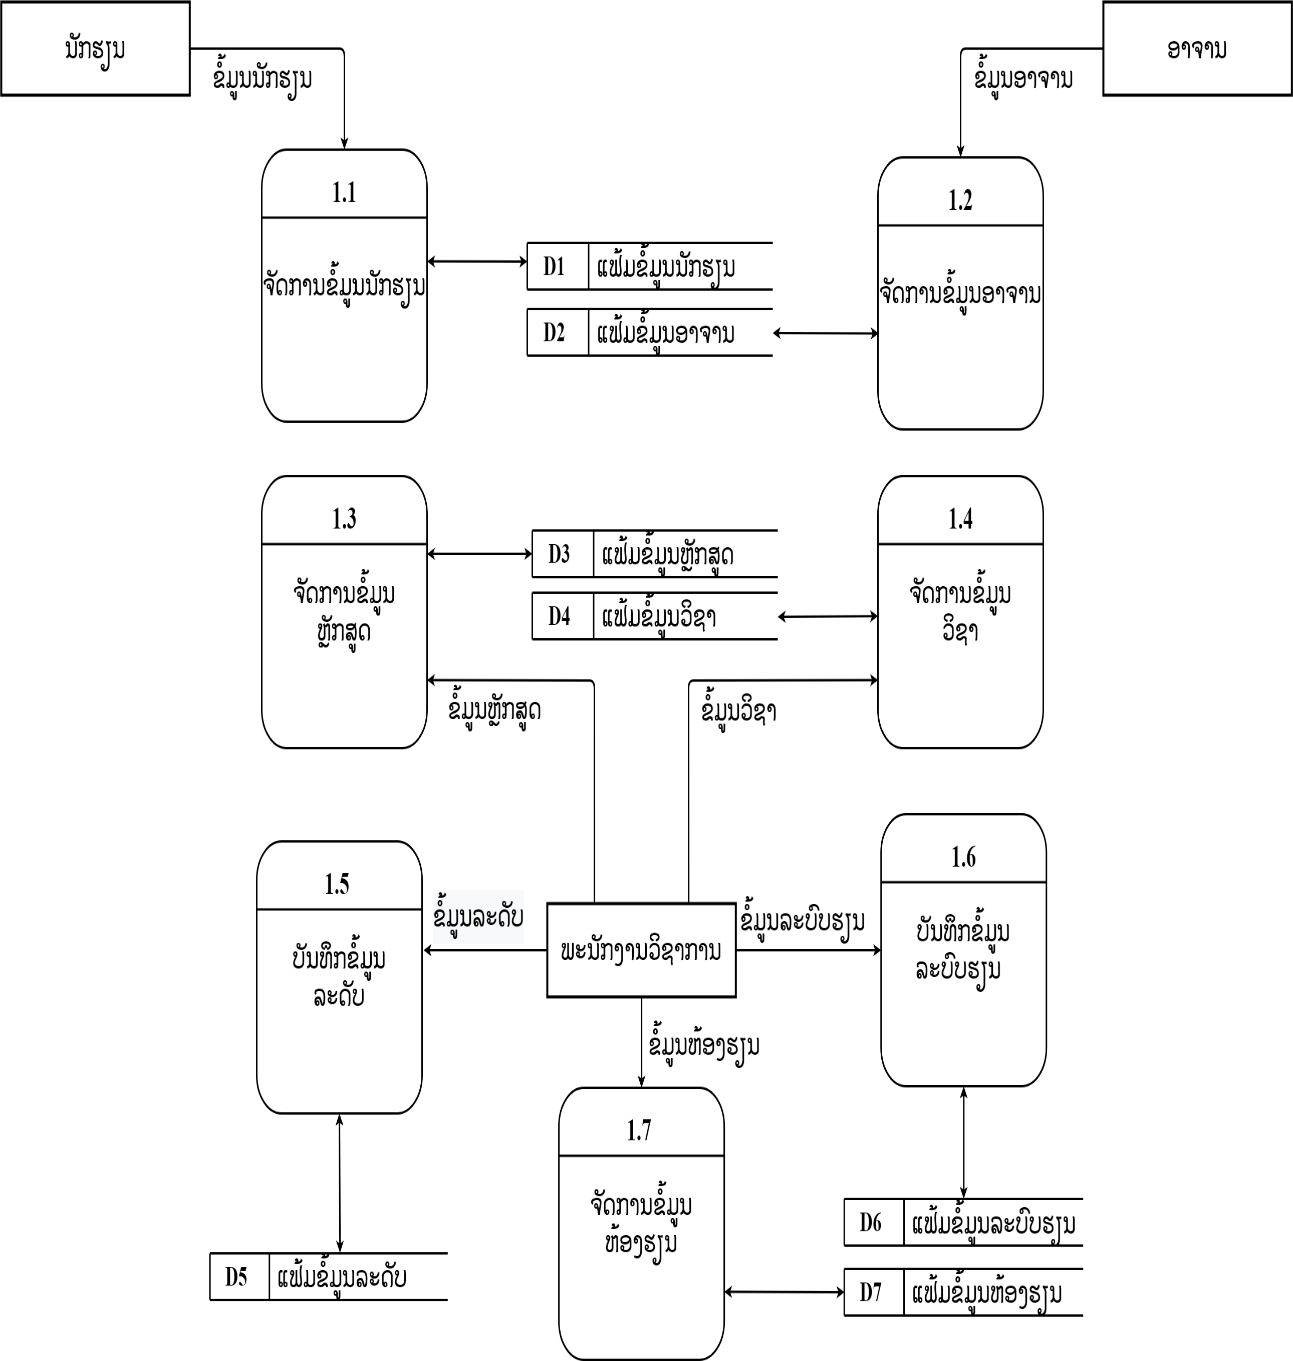 ນັກຮຽນ
ອາຈານ
ຂໍ້ມູນນັກຮຽນ
ຂໍ້ມູນອາຈານ
1.1
ຈັດການຂໍ້ມູນນັກຮຽນ
1.2
ຈັດການຂໍ້ມູນອາຈານ
D1 ແຟ້ມຂໍ້ມູນນັກຮຽນ
D2 ແຟ້ມຂໍ້ມູນອາຈານ
1.3
ຈັດການຂໍ້ມູນ
ຫຼັກສູດ
1.4
ຈັດການຂໍ້ມູນ
ວິຊາ
D3 ແຟ້ມຂໍ້ມູນຫຼັກສູດ
D4 ແຟ້ມຂໍ້ມູນວິຊາ
ຂໍ້ມູນຫຼັກສູດ
ຂໍ້ມູນວິຊາ
1.5
ບັນທຶກຂໍ້ມູນ
ລະດັບ
ຂໍ້ມູນລະດັບ
ພະນັກງານວິຊາການ
ຂໍ້ມູນລະບົບຮຽນ
1.6
ບັນທຶກຂໍ້ມູນ
ລະບົບຮຽນ
ຂໍ້ມູນຫ້ອງຮຽນ
1.7
ຈັດການຂໍ້ມູນ
ຫ້ອງຮຽນ
D5 ແຟ້ມຂໍ້ມູນລະດັບ
D6 ແຟ້ມຂໍ້ມູນລະບົບຮຽນ
D7 ແຟ້ມຂໍ້ມູນຫ້ອງຮຽນ